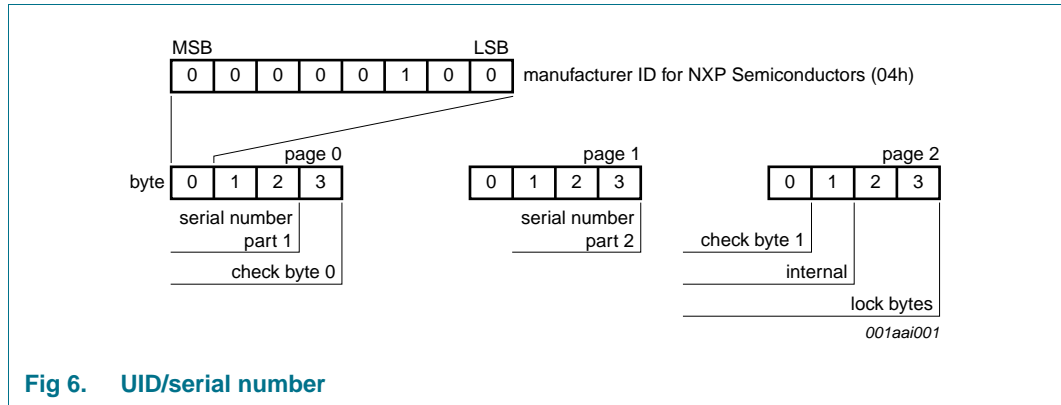 MSB LSB
0 0 0 0 0 1 0 0 manufacturer ID for NXP Semiconductors (04h)
page 0 page 1 page 2
byte 0 1 2 3 0 1 2 3 0 1 2 3
serial number serial number
part 1 part 2 check byte 1
check byte 0 internal
lock bytes
001aai001
Fig 6. UID/serial number